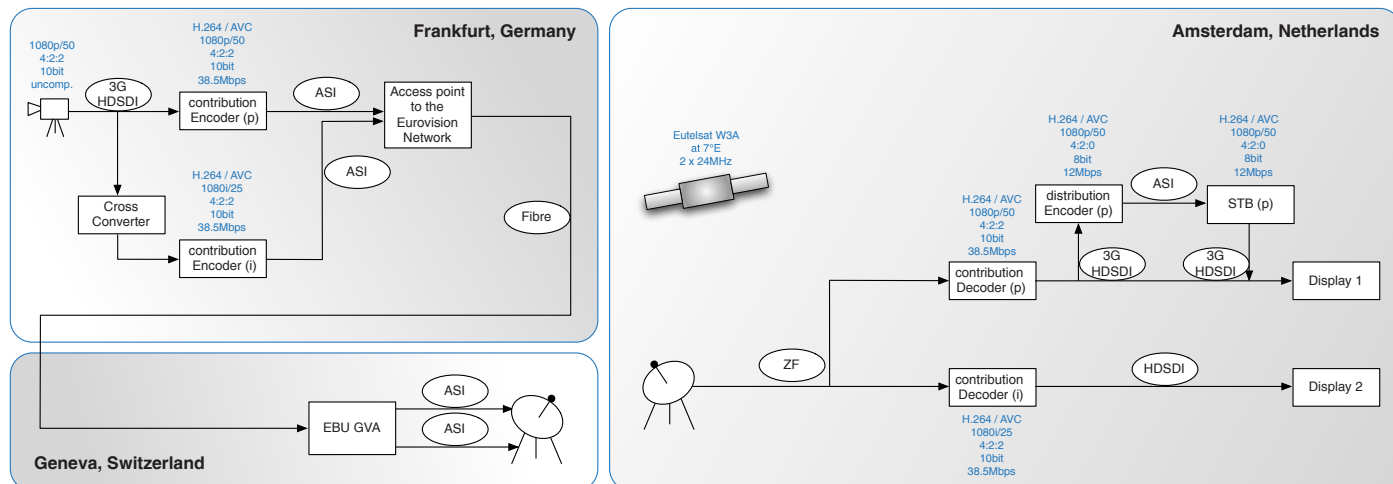 Frankfurt, Germany
1080p/50
4:2:2
10bit
uncomp.
3G
HDSDI
H.264 / AVC
1080p/50
4:2:2
10bit
38.5Mbps
contribution
Encoder (p)
ASI
Access point
to the
Eurovision
Network
ASI
Cross
Converter
H.264 / AVC
1080i/25
4:2:2
10bit
38.5Mbps
contribution
Encoder (i)
Fibre
EBU GVA
ASI
ASI
Geneva, Switzerland
Amsterdam, Netherlands
Eutelsat W3A
at 7°E
2 x 24MHz
ZF
H.264 / AVC
1080p/50
4:2:2
10bit
38.5Mbps
contribution
Decoder (p)
H.264 / AVC
1080p/50
4:2:0
8bit
12Mbps
distribution
Encoder (p)
ASI
H.264 / AVC
1080p/50
4:2:0
8bit
12Mbps
STB (p)
3G
HDSDI
3G
HDSDI
Display 1
contribution
Decoder (i)
H.264 / AVC
1080i/25
4:2:2
10bit
38.5Mbps
HDSDI
Display 2